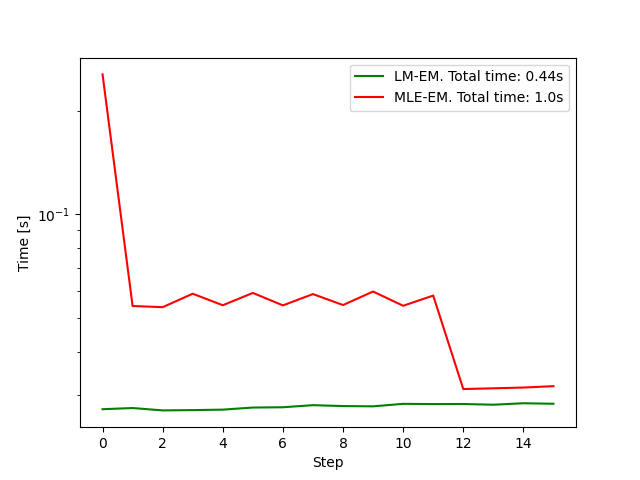 LM-EM. Total time: 0.44s
MLE-EM. Total time: 1.0s
Time [s]
10⁻¹
0 2 4 6 8 10 12 14
Step